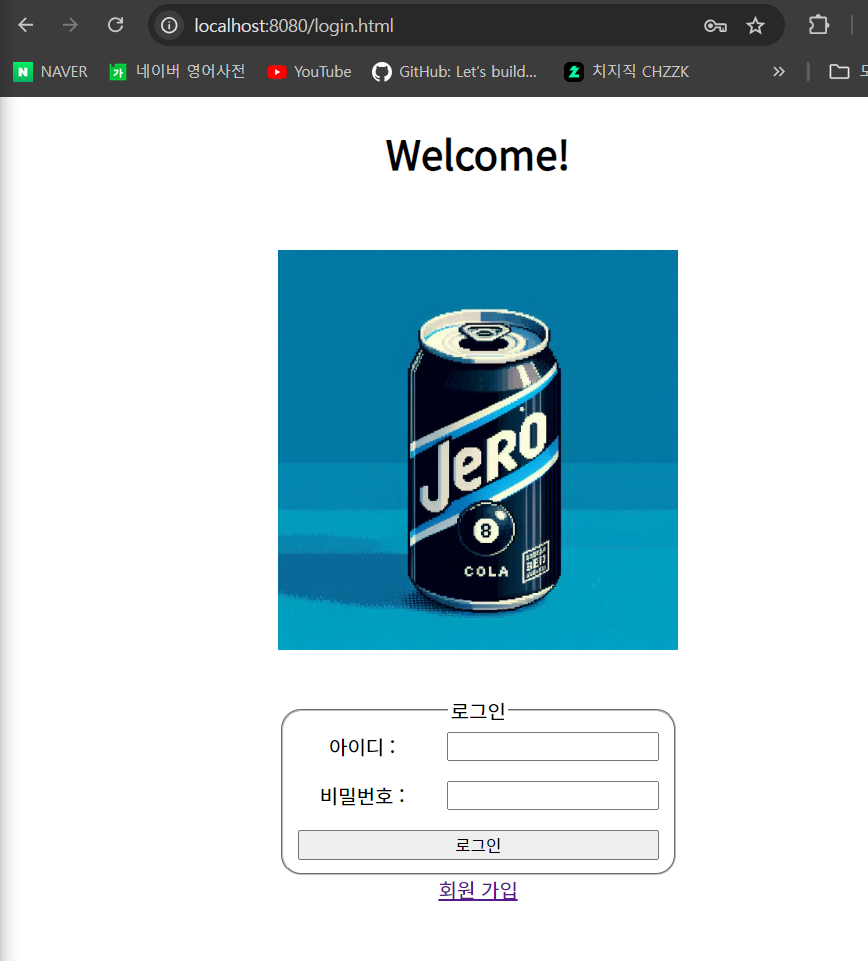 localhost:8080/login.html
NAVER 네이버 영어사전 YouTube GitHub: Let's build... 치지직 CHZZK
Welcome!
JeRO
8
COLA
로그인
아이디 :
비밀번호 :
로그인
회원 가입